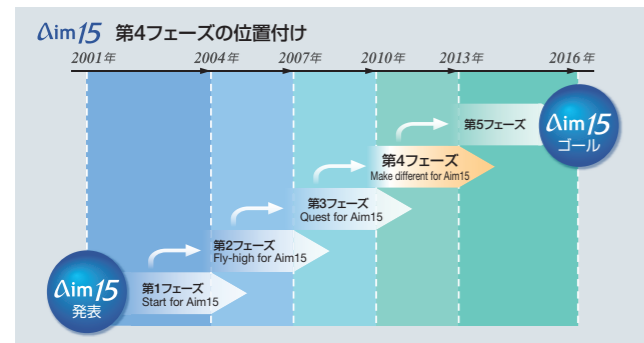 Aim15 第4フェーズの位置付け
2001年 2004年 2007年 2010年 2013年 2016年
第5フェーズ
Aim15
ゴール
第4フェーズ
Make different for Aim15
第3フェーズ
Quest for Aim15
第2フェーズ
Fly-high for Aim15
Aim15
発表
第1フェーズ
Start for Aim15